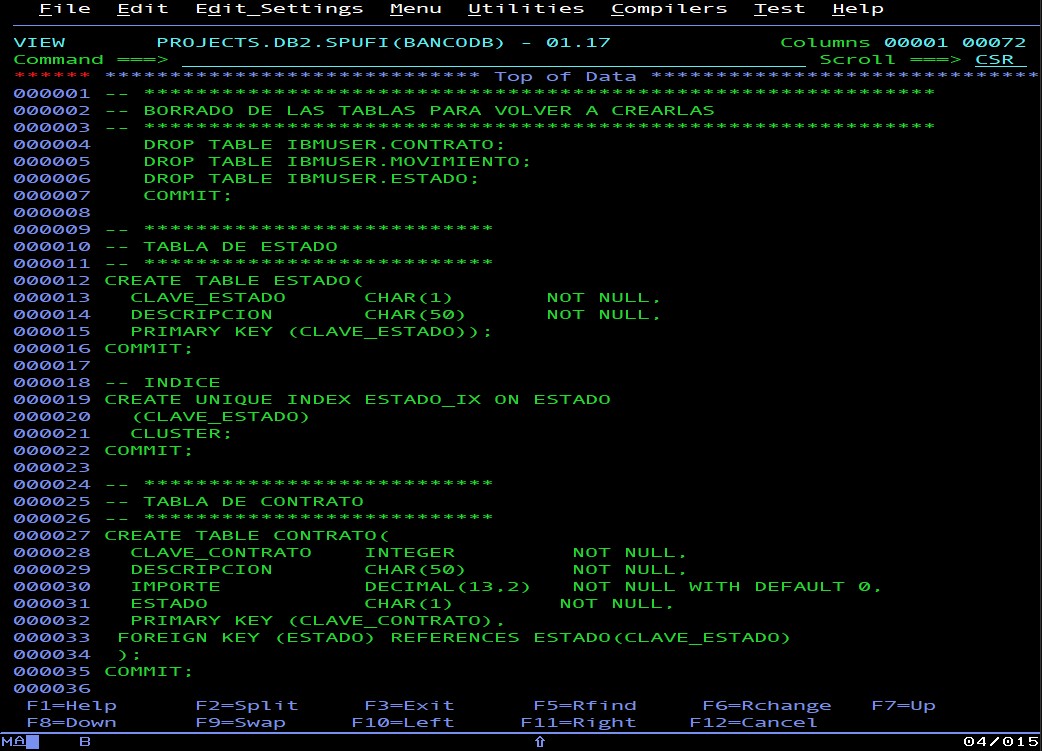 File  Edit  Edit_Settings  Menu  Utilities  Compilers  Test  Help
VIEW       PROJECTS.DB2.SPUFI(BANCODB) - 01.17             Columns 00001 00072
Command ===>                                                  Scroll ===> CSR
****** ***************************** Top of Data ******************************
000001 -- *************************************************************
000002 -- BORRADO DE LAS TABLAS PARA VOLVER A CREARLAS
000003 -- *************************************************************
000004    DROP TABLE IBMUSER.CONTRATO;
000005    DROP TABLE IBMUSER.MOVIMIENTO;
000006    DROP TABLE IBMUSER.ESTADO;
000007    COMMIT;
000008
000009 -- ***************************
000010 -- TABLA DE ESTADO
000011 -- ***************************
000012 CREATE TABLE ESTADO(
000013   CLAVE_ESTADO      CHAR(1)       NOT NULL,
000014   DESCRIPCION       CHAR(50)      NOT NULL,
000015   PRIMARY KEY (CLAVE_ESTADO));
000016 COMMIT;
000017
000018 -- INDICE
000019 CREATE UNIQUE INDEX ESTADO_IX ON ESTADO
000020   (CLAVE_ESTADO)
000021   CLUSTER;
000022 COMMIT;
000023
000024 -- ***************************
000025 -- TABLA DE CONTRATO
000026 -- ***************************
000027 CREATE TABLE CONTRATO(
000028   CLAVE_CONTRATO    INTEGER         NOT NULL,
000029   DESCRIPCION       CHAR(50)        NOT NULL,
000030   IMPORTE           DECIMAL(13,2)   NOT NULL WITH DEFAULT 0,
000031   ESTADO            CHAR(1)        NOT NULL,
000032   PRIMARY KEY (CLAVE_CONTRATO),
000033  FOREIGN KEY (ESTADO) REFERENCES ESTADO(CLAVE_ESTADO)
000034  );
000035 COMMIT;
000036
F1=Help      F2=Split     F3=Exit      F5=Rfind     F6=Rchange   F7=Up
F8=Down      F9=Swap     F10=Left     F11=Right    F12=Cancel
MA    B    04/015